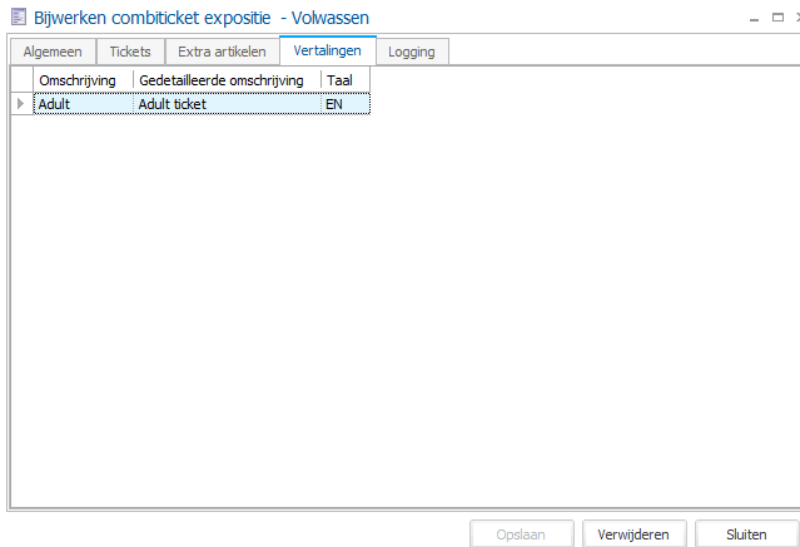 Bijwerken combiticket expositie - Volwassen
Algemeen Tickets Extra artikelen Vertalingen Logging
Omschrijving Gedetailleerde omschrijving Taal
Adult Adult ticket EN
Opslaan Verwijderen Sluiten